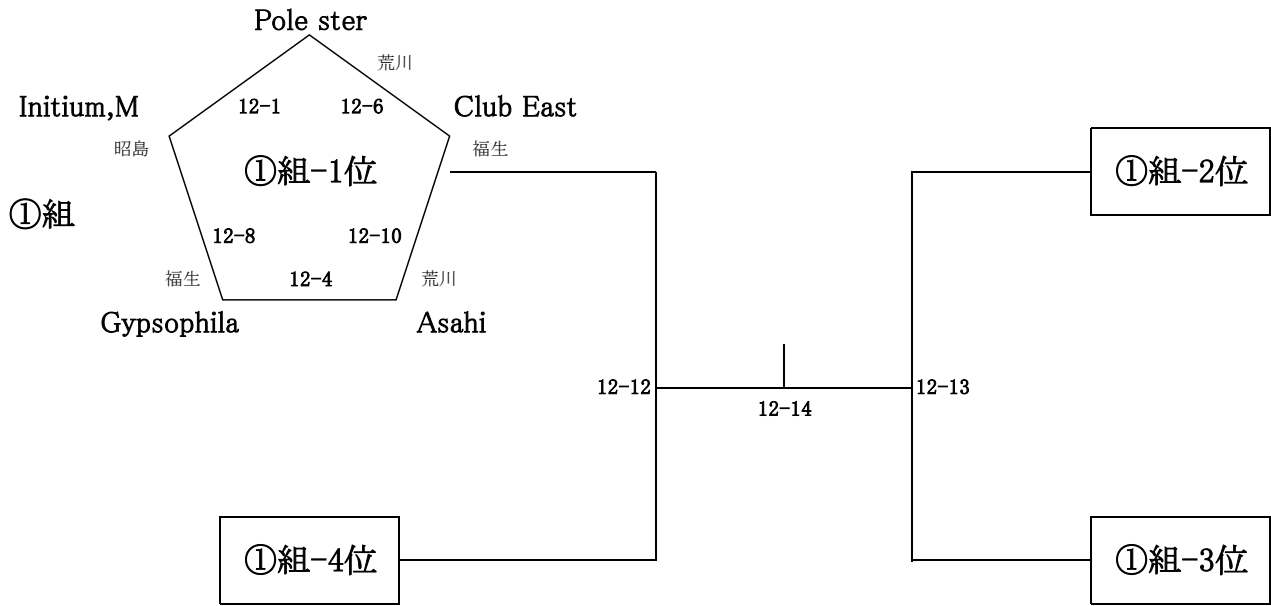 Pole ster
荒川
Initium,M
12-1
12-6
Club East
昭島
福生
①組-1位
①組-2位
①組
12-8
12-10
福生
12-4
荒川
Gypsophila
Asahi
12-12
12-13
12-14
①組-4位
①組-3位